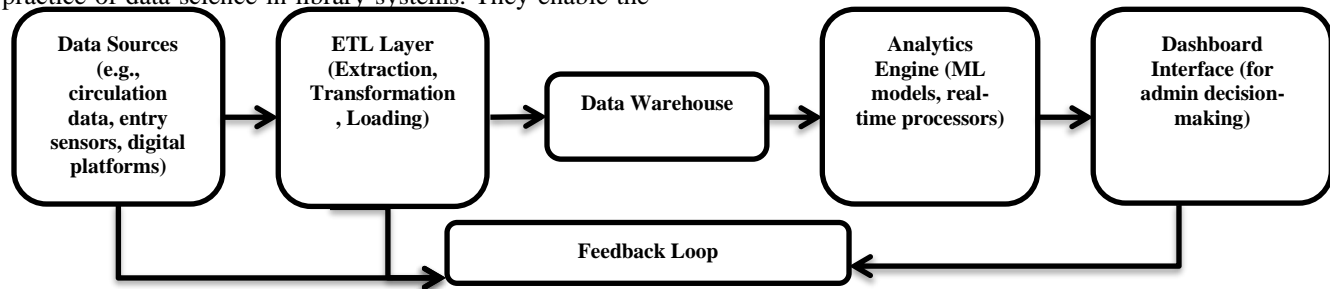 practice of data science in library systems. They enable the
Data Sources
(e.g.,
circulation
data, entry
sensors, digital
platforms)
ETL Layer
(Extraction,
Transformation
, Loading)
Data Warehouse
Analytics
Engine (ML
models, real-
time processors)
Dashboard
Interface (for
admin decision-
making)
Feedback Loop